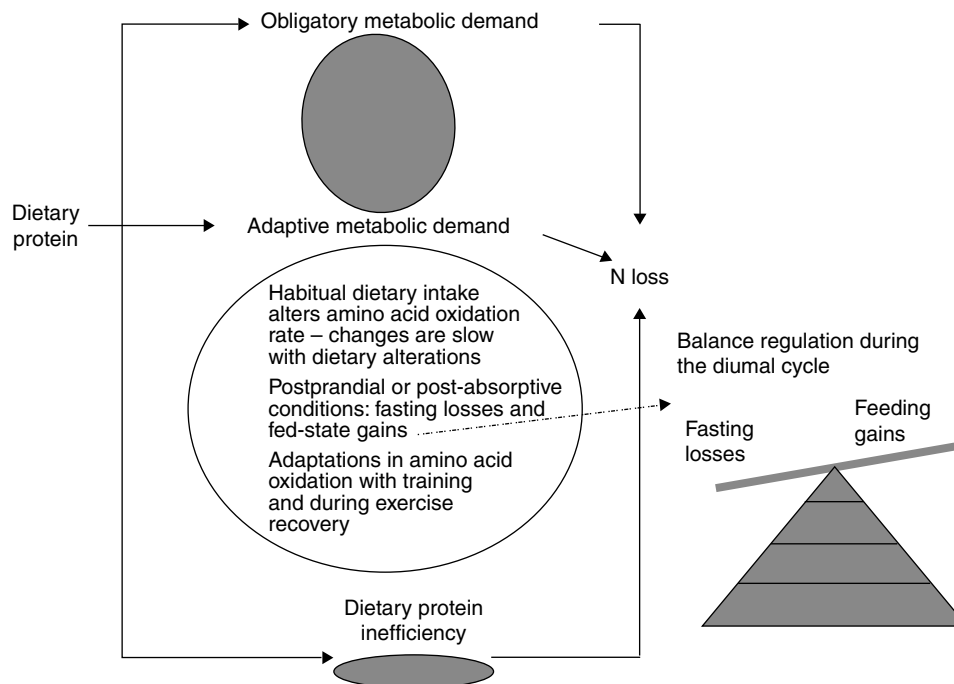 Obligatory metabolic demand
Dietary
protein
Adaptive metabolic demand
N loss
Habitual dietary intake
alters amino acid oxidation
rate – changes are slow
with dietary alterations
Postprandial or post-absorptive
conditions: fasting losses and
fed-state gains
Adaptations in amino acid
oxidation with training
and during exercise
recovery
Balance regulation during
the diumal cycle
Fasting
losses
Feeding
gains
Dietary protein
inefficiency